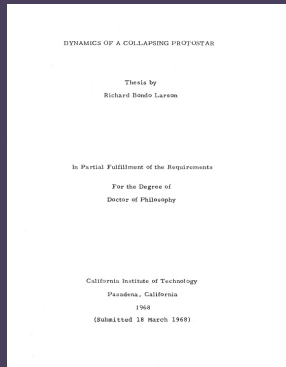 DYNAMICS OF A COLLAPSING PROTOSTAR
Thesis by
Richard Bondo Larson
In Partial Fulfillment of the Requirements
For the Degree of
Doctor of Philosophy
California Institute of Technology
Pasadena, California
1968
(Submitted 18 March 1968)